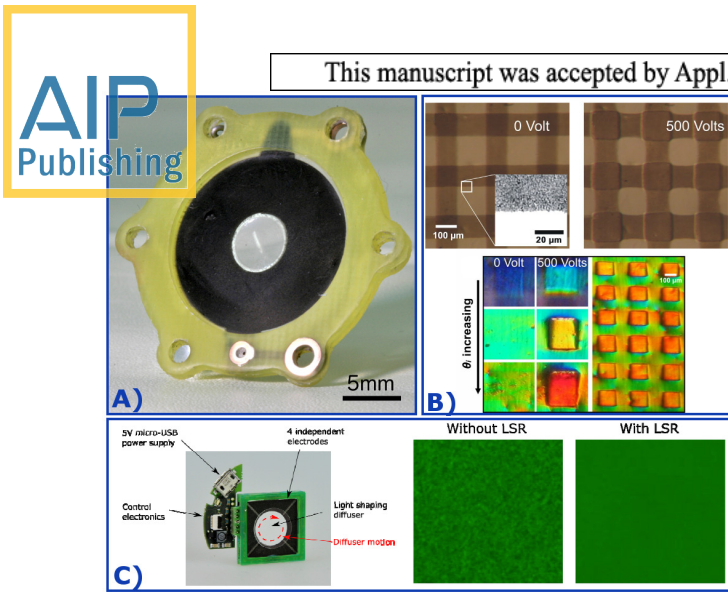 AIP
Publishing
This manuscript was accepted by Appl.
5mm
A)
0 Volt
500 Volts
100 μm
20 μm
0 Volt
500 Volts
100 μm
θi increasing
B)
5V micro-USB
power supply
4 independent
electrodes
Control
electronics
Light shaping
diffuser
Diffuser motion
Without LSR
With LSR
C)